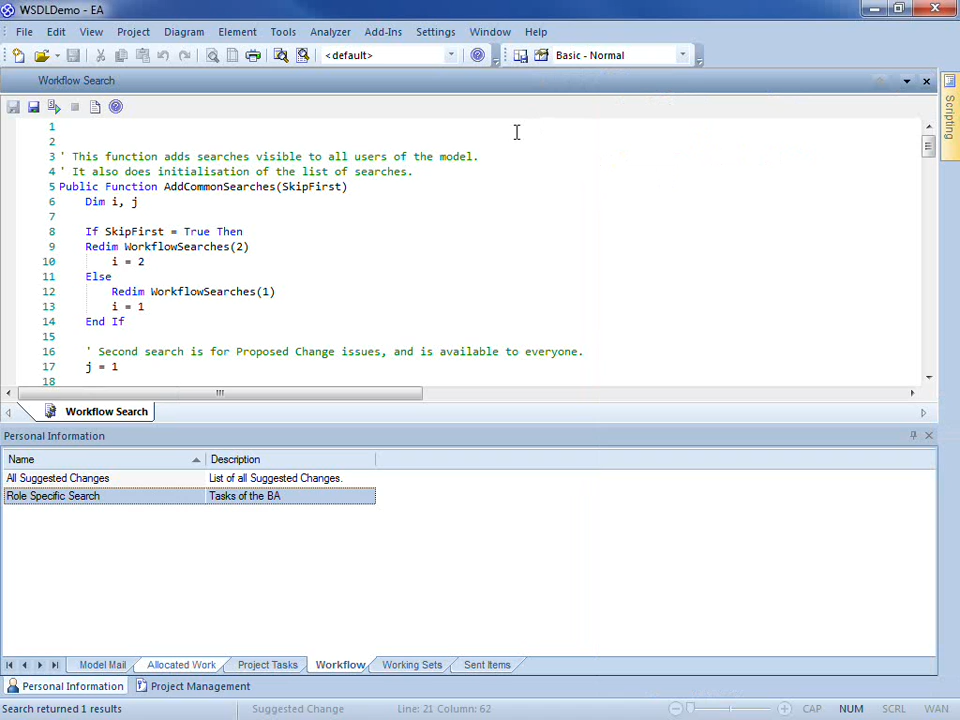 WSDLDemo - EA
File Edit View Project Diagram Element Tools Analyzer Add-Ins Settings Window Help
<default> Basic - Normal
Workflow Search
Scripting
1
2
3 ' This function adds searches visible to all users of the model.
4 ' It also does initialisation of the list of searches.
5 Public Function AddCommonSearches(SkipFirst)
6 Dim i, j
7
8 If SkipFirst = True Then
9 Redim WorkflowSearches(2)
10 i = 2
11 Else
12 Redim WorkflowSearches(1)
13 i = 1
14 End If
15
16 ' Second search is for Proposed Change issues, and is available to everyone.
17 j = 1
18
Workflow Search
Personal Information
Name Description
All Suggested Changes List of all Suggested Changes.
Role Specific Search Tasks of the BA
Model Mail Allocated Work Project Tasks Workflow Working Sets Sent Items
Personal Information Project Management
Search returned 1 results Suggested Change Line: 21 Column: 62 CAP NUM SCRL WAN